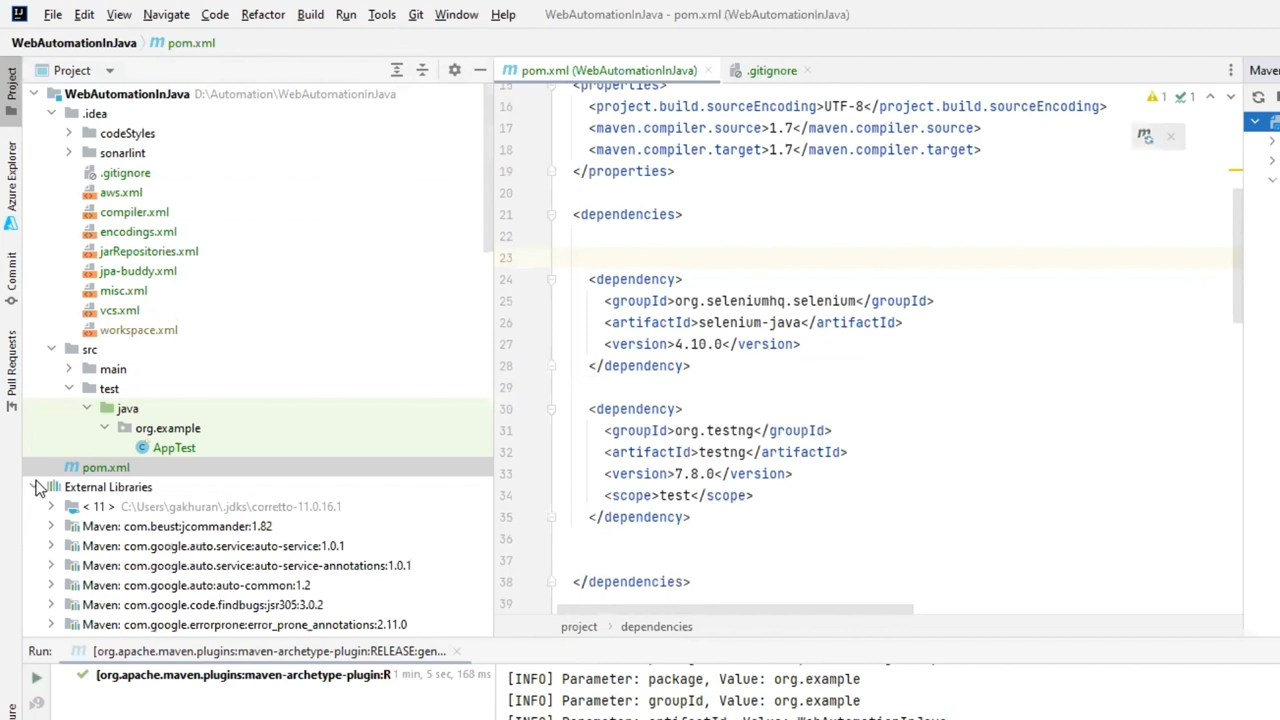 File Edit View Navigate Code Refactor Build Run Tools Git Window Help WebAutomationInJava - pom.xml (WebAutomationInJava)
WebAutomationInJava pom.xml
Project
Azure Explorer
Commit
Pull Requests
Project
WebAutomationInJava D:\Automation\WebAutomationInJava
.idea
codeStyles
sonarlint
.gitignore
aws.xml
compiler.xml
encodings.xml
jarRepositories.xml
jpa-buddy.xml
misc.xml
vcs.xml
workspace.xml
src
main
test
java
org.example
AppTest
pom.xml
External Libraries
< 11 > C:\Users\gakhuran\.jdks\corretto-11.0.16.1
Maven: com.beust:jcommander:1.82
Maven: com.google.auto.service:auto-service:1.0.1
Maven: com.google.auto.service:auto-service-annotations:1.0.1
Maven: com.google.auto:auto-common:1.2
Maven: com.google.code.findbugs:jsr305:3.0.2
Maven: com.google.errorprone:error_prone_annotations:2.11.0
pom.xml (WebAutomationInJava) .gitignore
Maven
1 1
15 <properties>
16 <project.build.sourceEncoding>UTF-8</project.build.sourceEncoding>
17 <maven.compiler.source>1.7</maven.compiler.source>
18 <maven.compiler.target>1.7</maven.compiler.target>
19 </properties>
20
21 <dependencies>
22
23
24 <dependency>
25 <groupId>org.seleniumhq.selenium</groupId>
26 <artifactId>selenium-java</artifactId>
27 <version>4.10.0</version>
28 </dependency>
29
30 <dependency>
31 <groupId>org.testng</groupId>
32 <artifactId>testng</artifactId>
33 <version>7.8.0</version>
34 <scope>test</scope>
35 </dependency>
36
37
38 </dependencies>
39
project dependencies
Run: [org.apache.maven.plugins:maven-archetype-plugin:RELEASE:gen...
[org.apache.maven.plugins:maven-archetype-plugin:R 1 min, 5 sec, 168 ms
[INFO] Parameter: package, Value: org.example
[INFO] Parameter: groupId, Value: org.example